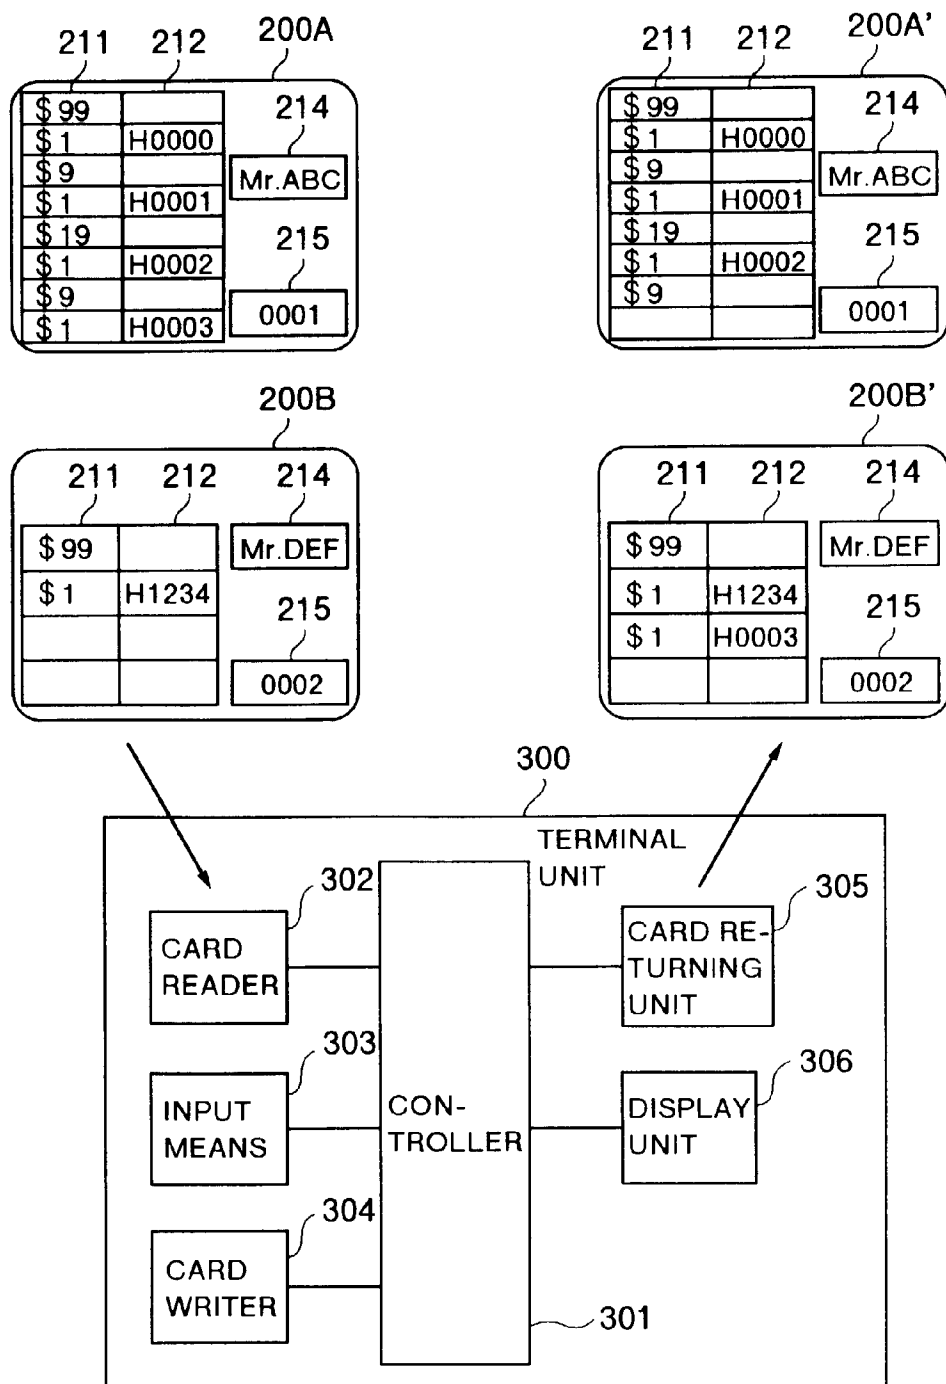 200A
211 212
214
$99
$1 H0000
$9
$1 H0001
$19
$1 H0002
$9
$1 H0003
Mr.ABC
215
0001
200A'
211 212
214
$99
$1 H0000
$9
$1 H0001
$19
$1 H0002
$9
Mr.ABC
215
0001
200B
211 212 214
$99
$1 H1234
Mr.DEF
215
0002
200B'
211 212 214
$99
$1 H1234
$1 H0003
Mr.DEF
215
0002
300
TERMINAL
UNIT
302
CARD
READER
303
INPUT
MEANS
304
CARD
WRITER
CON-
TROLLER
301
305
CARD RE-
TURNING
UNIT
306
DISPLAY
UNIT